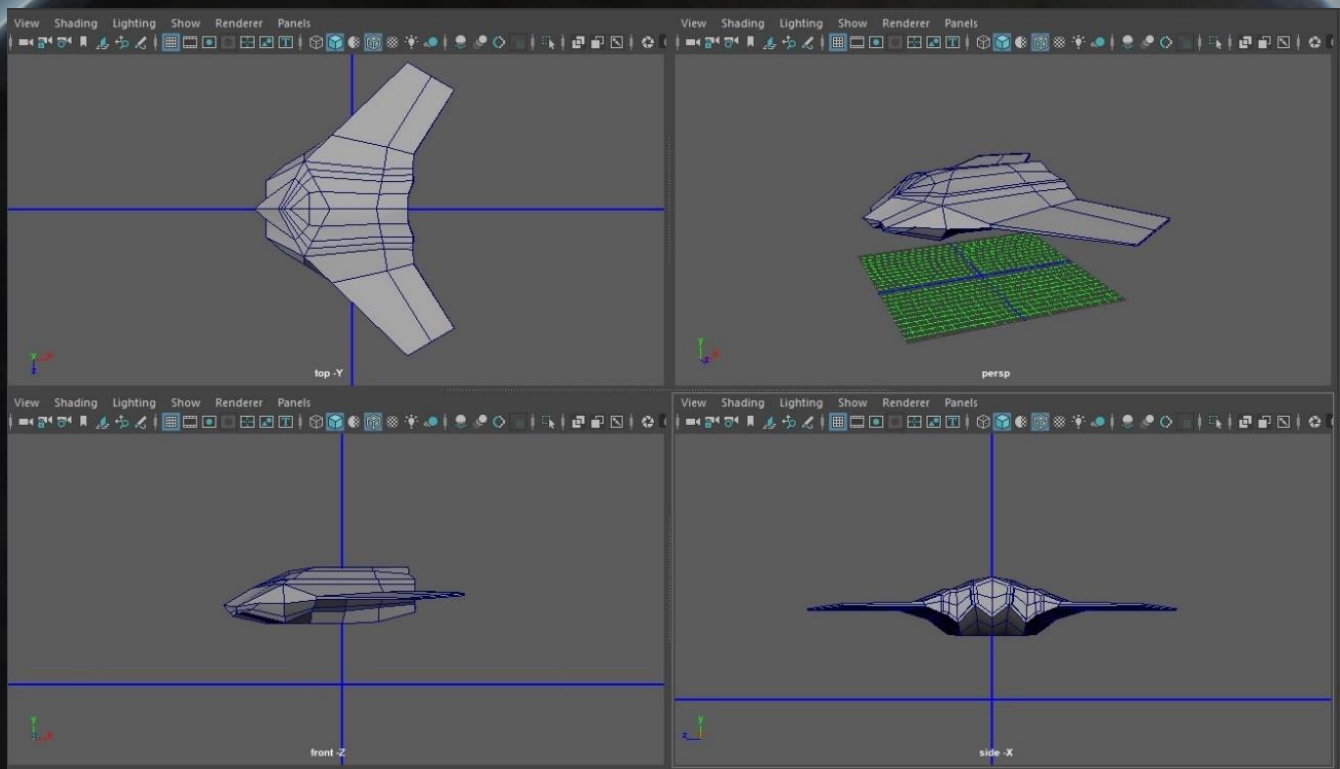 View Shading Lighting Show Renderer Panels
top -Y
View Shading Lighting Show Renderer Panels
persp
View Shading Lighting Show Renderer Panels
front -Z
View Shading Lighting Show Renderer Panels
side -X